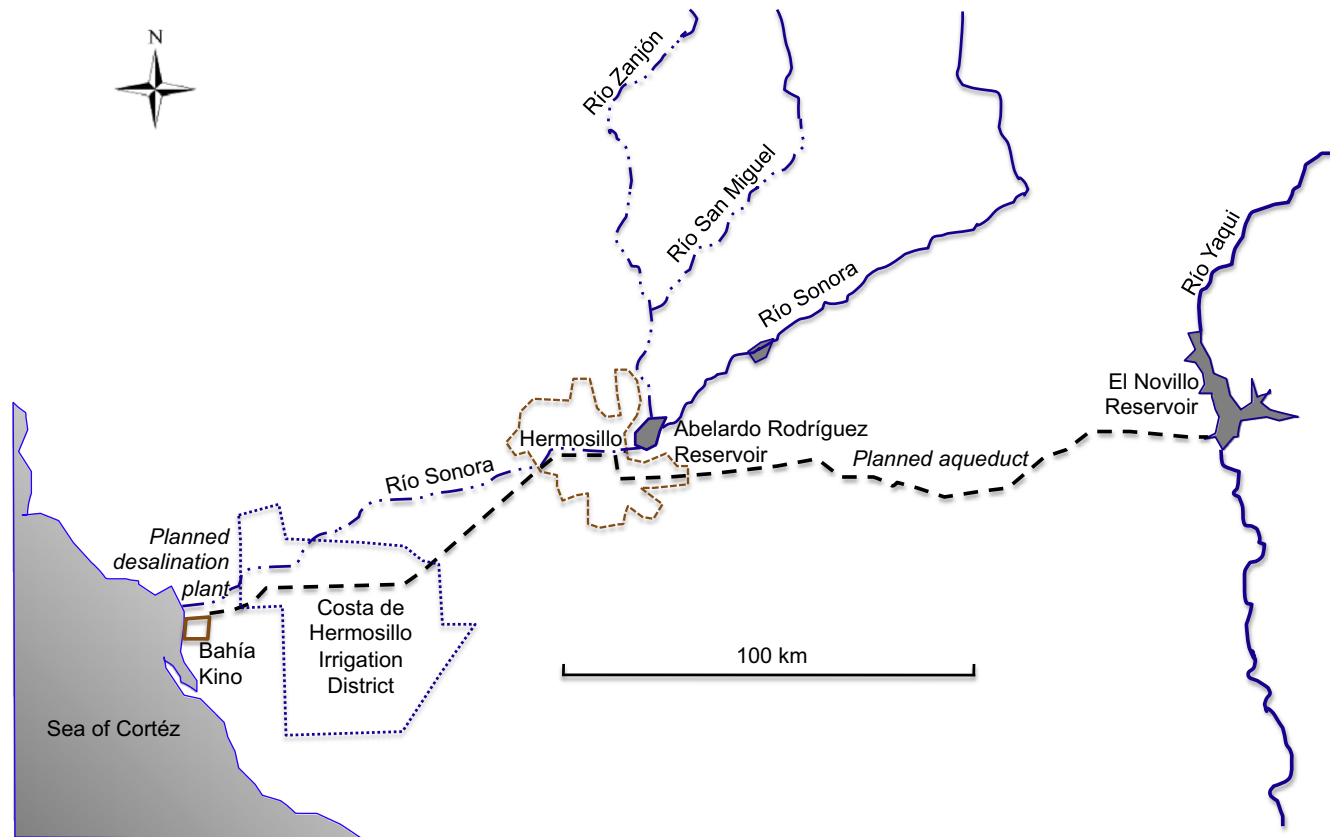 N
Río Zanjón
Río San Miguel
Río Sonora
Río Yaqui
El Novillo
Reservoir
Hermosillo
Abelardo Rodríguez
Reservoir
Planned aqueduct
Río Sonora
Planned
desalination
plant
Costa de
Hermosillo
Irrigation
District
Bahía
Kino
100 km
Sea of Cortéz